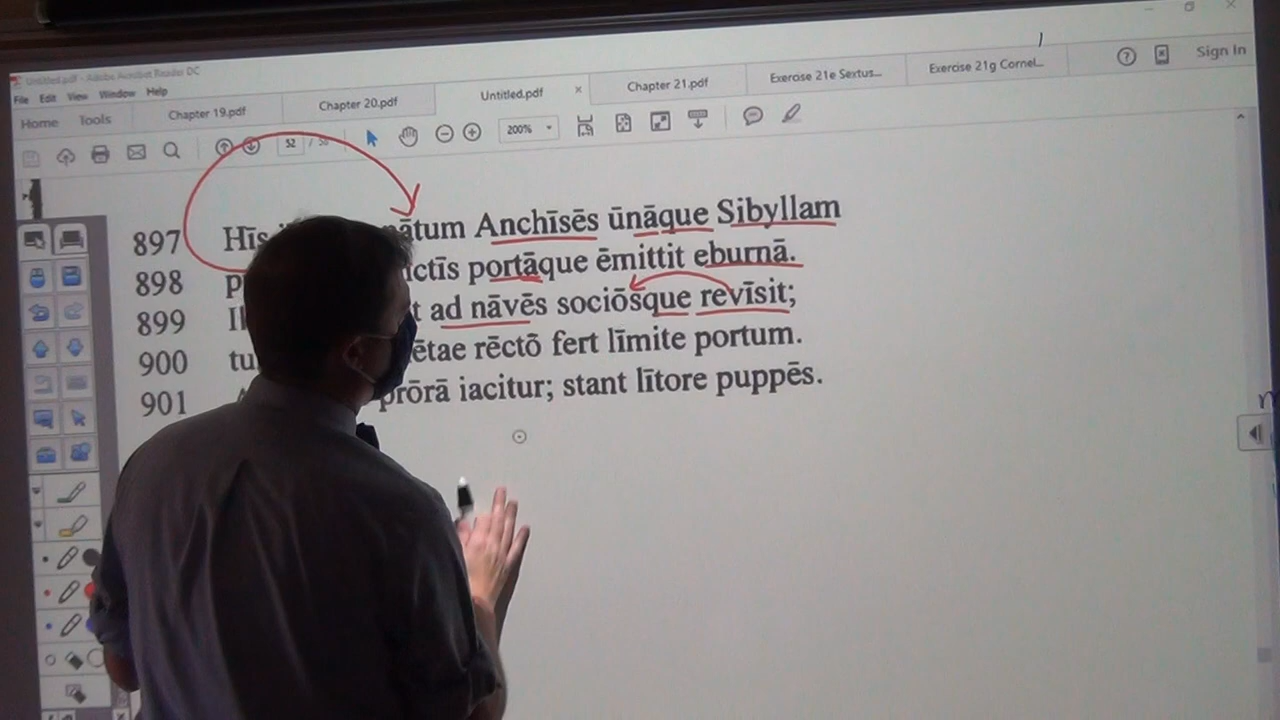 Untitled.pdf - Adobe Acrobat Reader DC
File Edit View Window Help
Home Tools
Chapter 19.pdf
Chapter 20.pdf
Untitled.pdf
Chapter 21.pdf
Exercise 21e Sextus...
Exercise 21g Cornel...
Sign In
52 / 200%
897 Hīs ātum Anchīsēs ūnāque Sibyllam
898 p ictīs portāque ēmittit eburnā.
899 Il t ad nāvēs sociōsque revīsit;
900 tu ētae rēctō fert līmite portum.
901 prōrā iacitur; stant lītore puppēs.